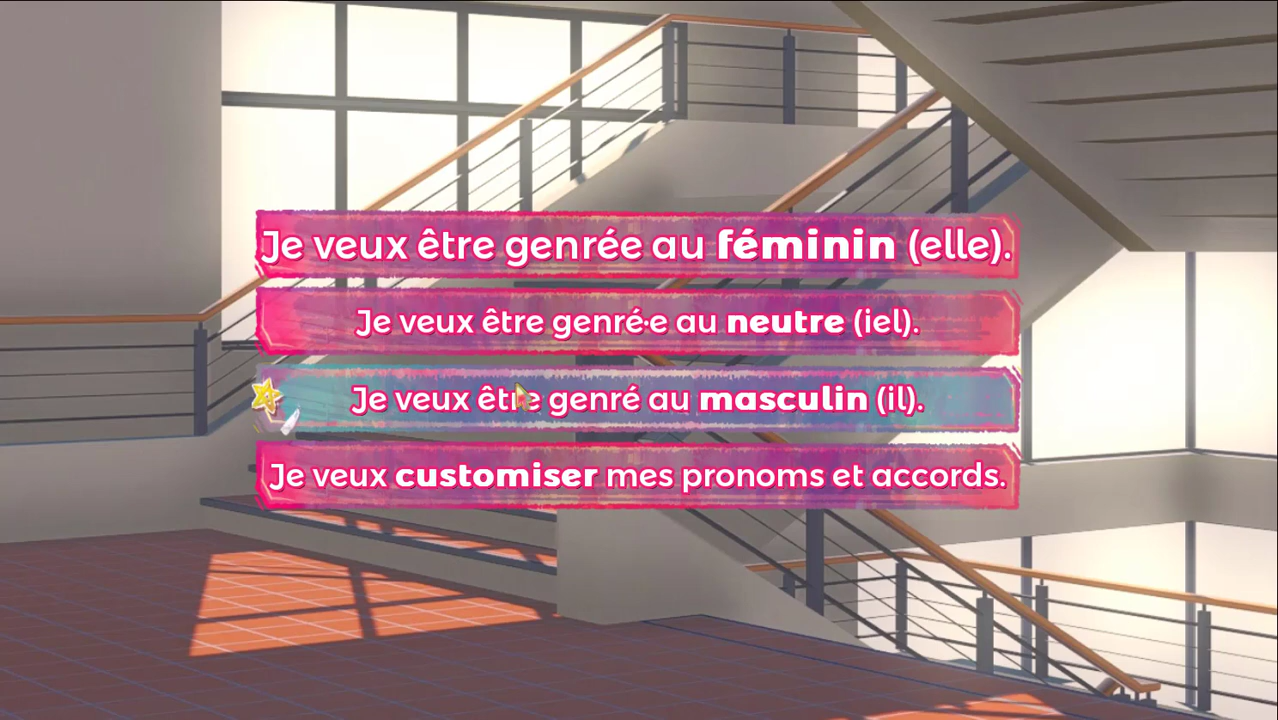 Je veux être genrée au féminin (elle).
Je veux être genré·e au neutre (iel).
Je veux être genré au masculin (il).
Je veux customiser mes pronoms et accords.